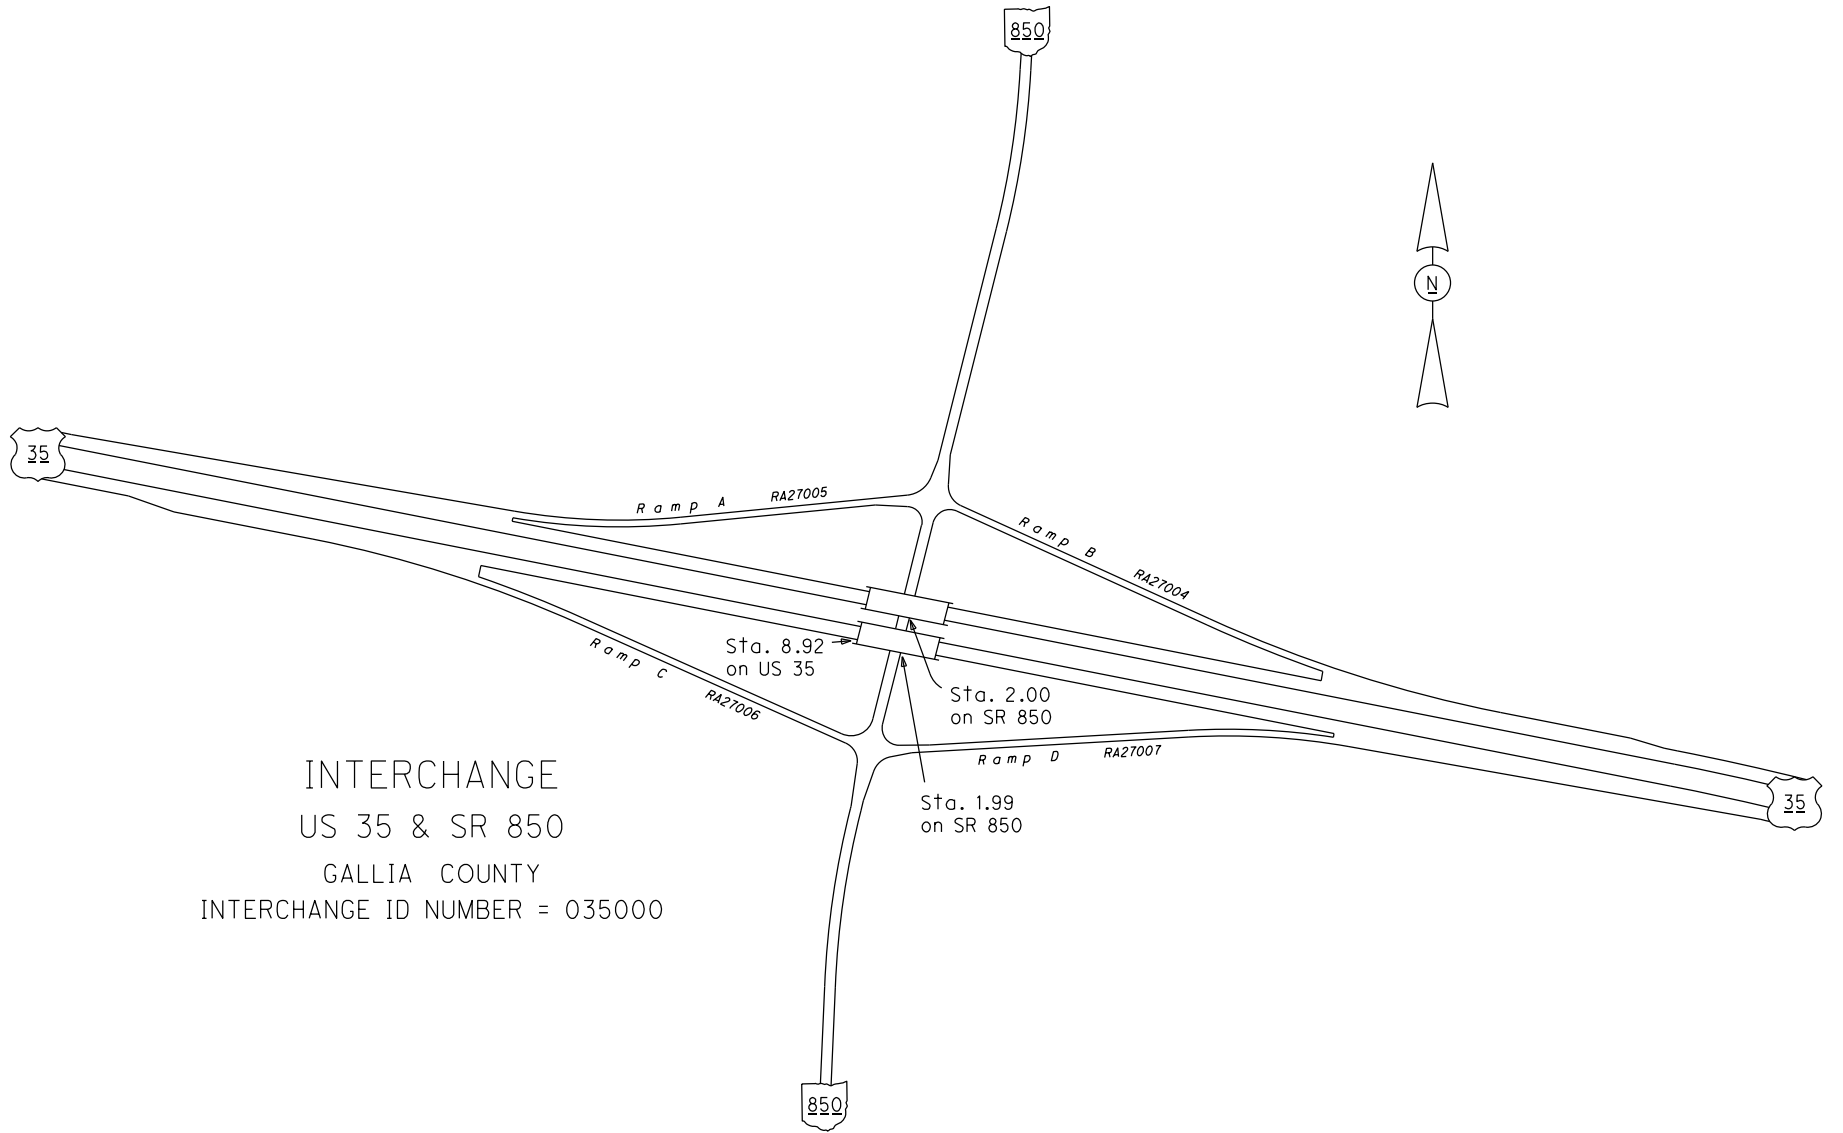 850
N
35
Ramp A RA27005
Ramp B RA27004
Sta. 8.92
on US 35
Ramp C RA27006
Sta. 2.00
on SR 850
Ramp D RA27007
Sta. 1.99
on SR 850
35
INTERCHANGE
US 35 & SR 850
GALLIA COUNTY
INTERCHANGE ID NUMBER = 035000
850